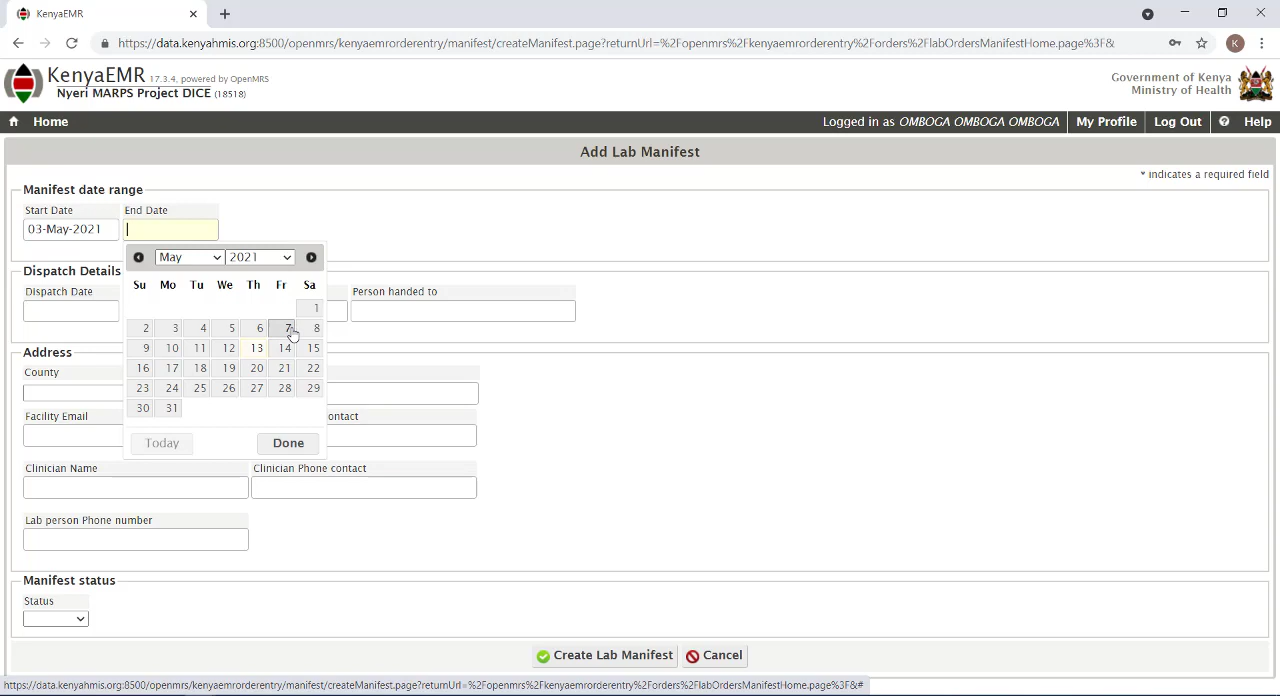 KenyaEMR
https://data.kenyahmis.org:8500/openmrs/kenyaemrorderentry/manifest/createManifest.page?returnUrl=%2Fopenmrs%2Fkenyaemrorderentry%2Forders%2FlabOrdersManifestHome.page%3F&
K
KenyaEMR 17.3.4, powered by OpenMRS
Nyeri MARPS Project DICE (18518)
Government of Kenya
Ministry of Health
Home
Logged in as OMBOGA OMBOGA OMBOGA
My Profile
Log Out
Help
Add Lab Manifest
* indicates a required field
Manifest date range
Start Date End Date
03-May-2021
May 2021
Su Mo Tu We Th Fr Sa
1
2 3 4 5 6 7 8
9 10 11 12 13 14 15
16 17 18 19 20 21 22
23 24 25 26 27 28 29
30 31
Today Done
Dispatch Details
Dispatch Date Person handed to
Address
County
Facility Email ontact
Clinician Name Clinician Phone contact
Lab person Phone number
Manifest status
Status
Create Lab Manifest Cancel
https://data.kenyahmis.org:8500/openmrs/kenyaemrorderentry/manifest/createManifest.page?returnUrl=%2Fopenmrs%2Fkenyaemrorderentry%2Forders%2FlabOrdersManifestHome.page%3F&#